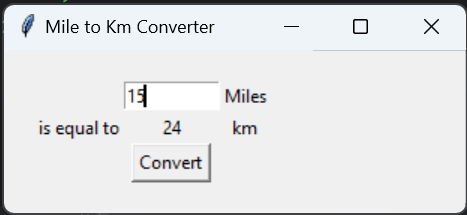 Mile to Km Converter
15 Miles
is equal to 24 km
Convert